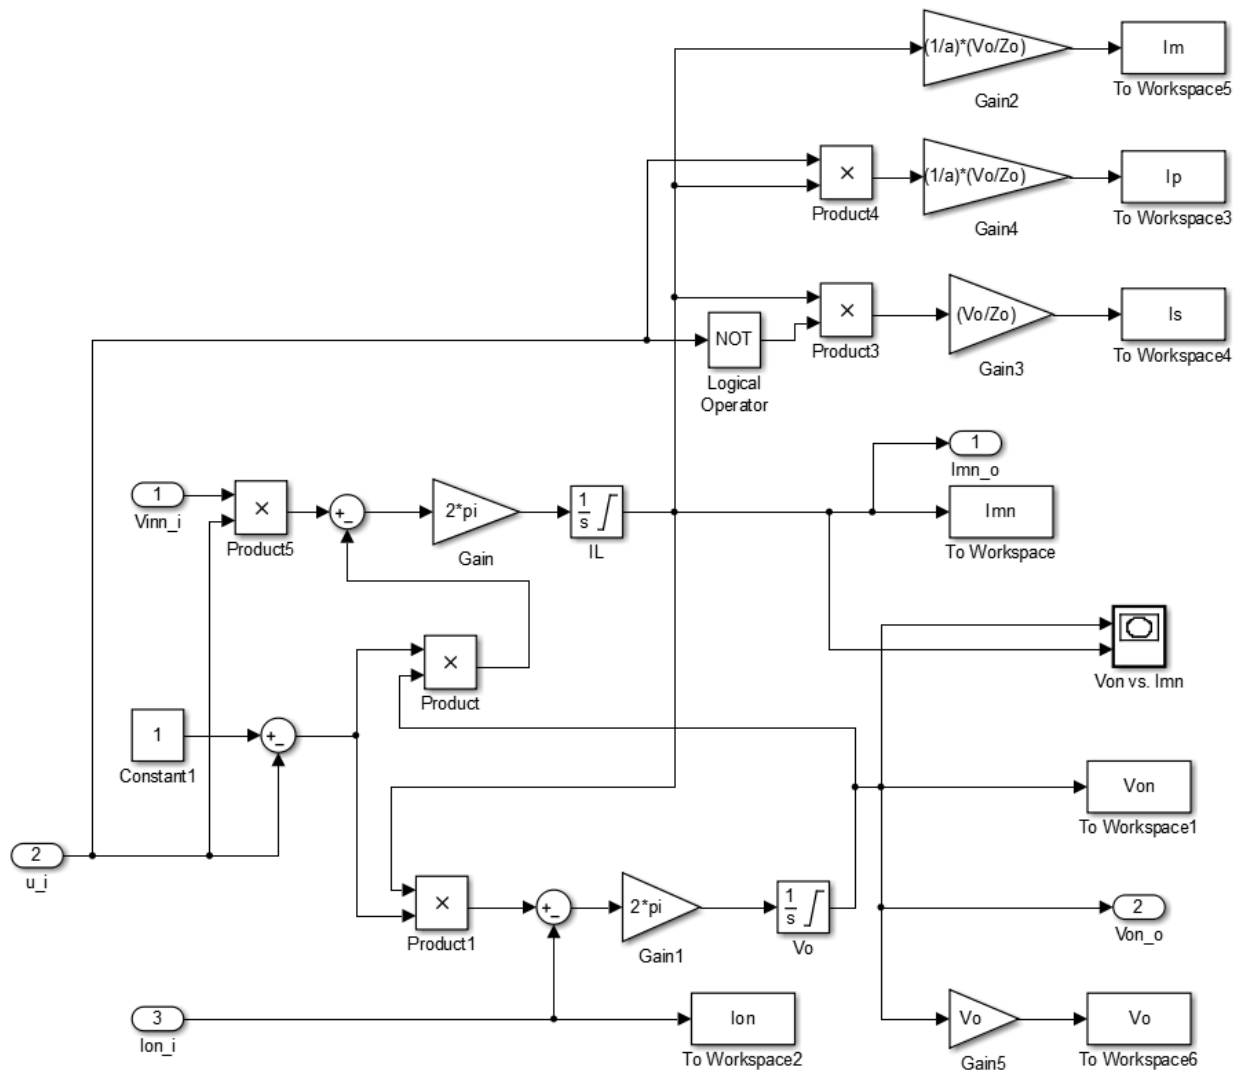 (1/a)*(Vo/Zo)
Gain2
Im
To Workspace5
×
Product4
(1/a)*(Vo/Zo)
Gain4
Ip
To Workspace3
NOT
Logical
Operator
×
Product3
(Vo/Zo)
Gain3
Is
To Workspace4
1
Vinn_i
×
Product5
+
−
2*pi
Gain
1
s
IL
1
Imn_o
Imn
To Workspace
×
Product
Von vs. Imn
1
Constant1
+
−
Von
To Workspace1
2
u_i
×
Product1
+
−
2*pi
Gain1
1
s
Vo
2
Von_o
3
Ion_i
Ion
To Workspace2
Vo
Gain5
Vo
To Workspace6